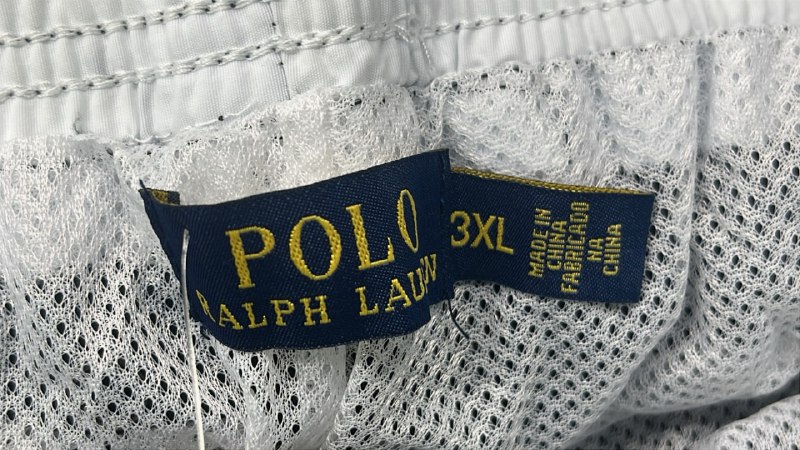 POLO
RALPH LAUREN
3XL
MADE IN
CHINA
FABRICADO
NA
CHINA